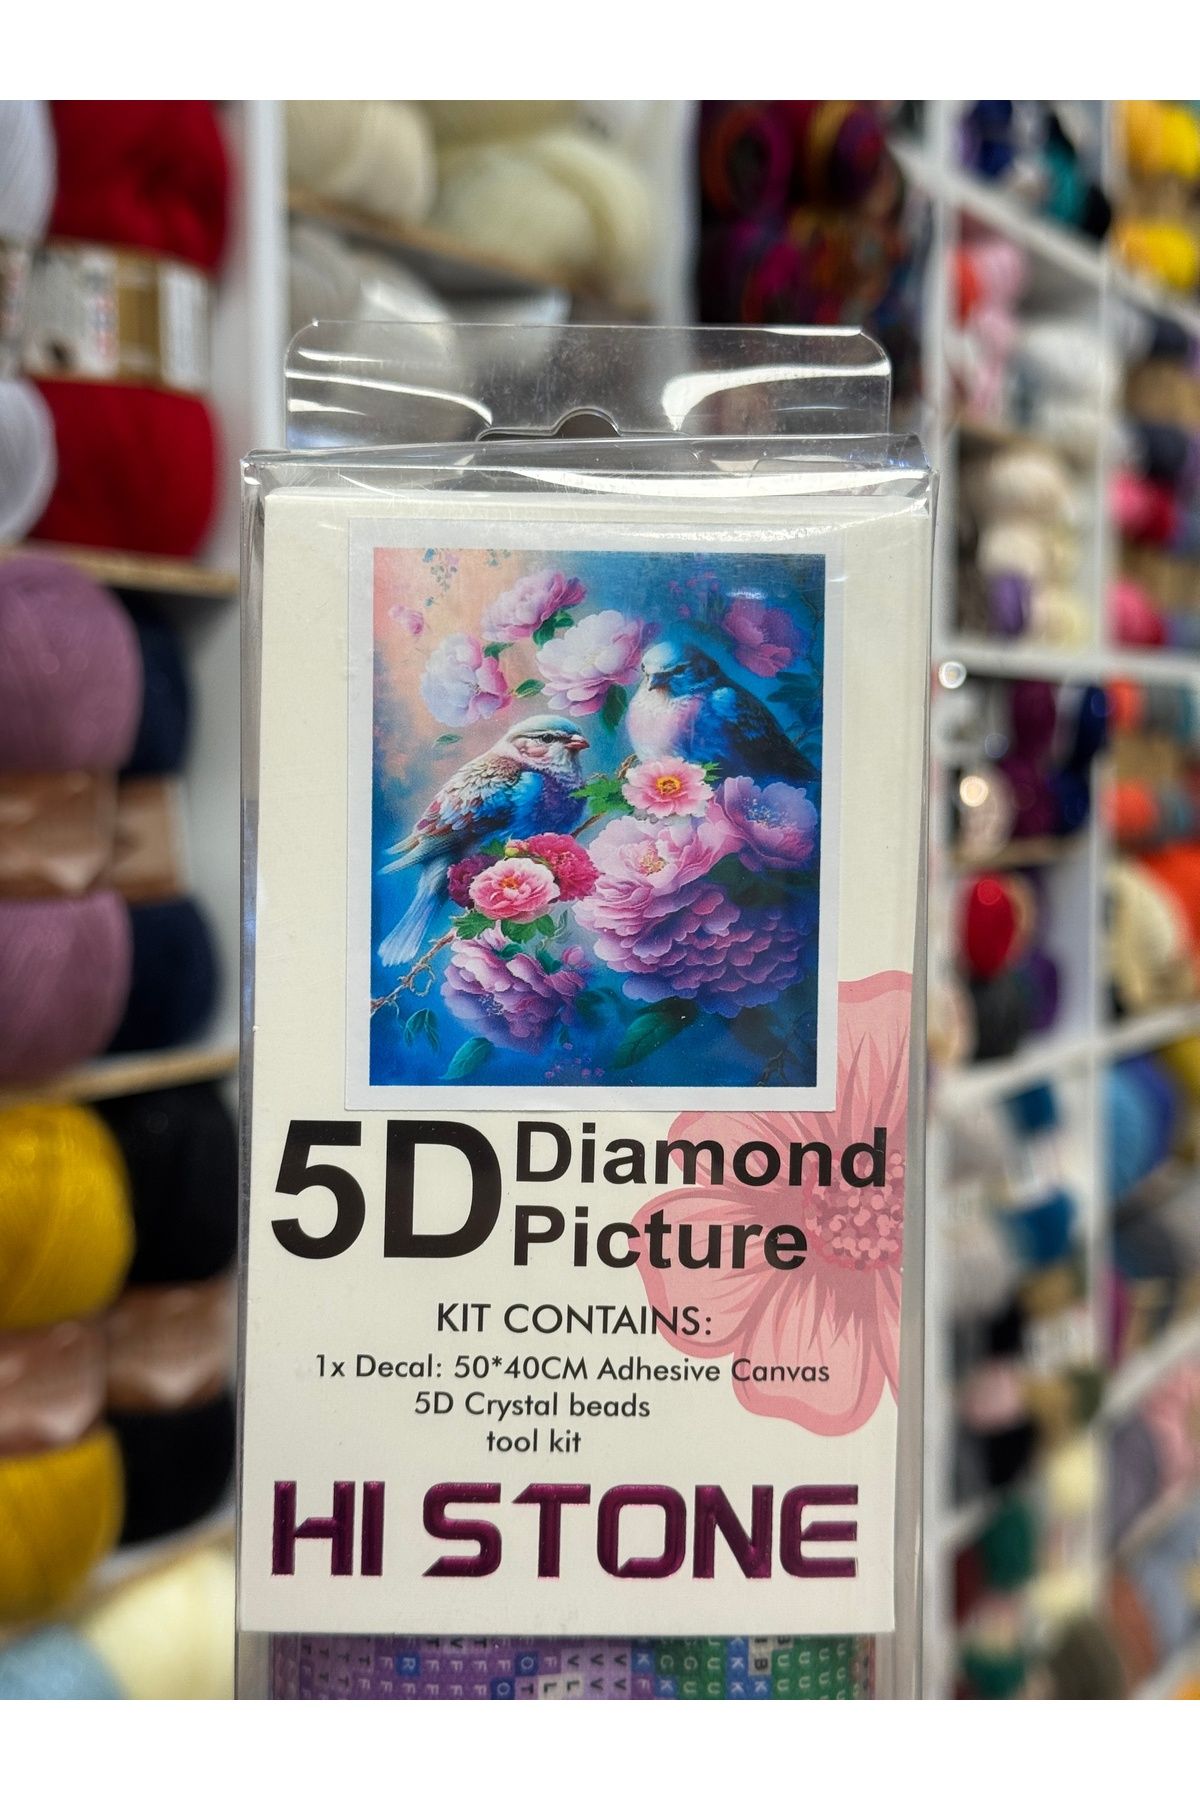 5D Diamond
Picture
KIT CONTAINS:
1x Decal: 50*40CM Adhesive Canvas
5D Crystal beads
tool kit
HI STONE